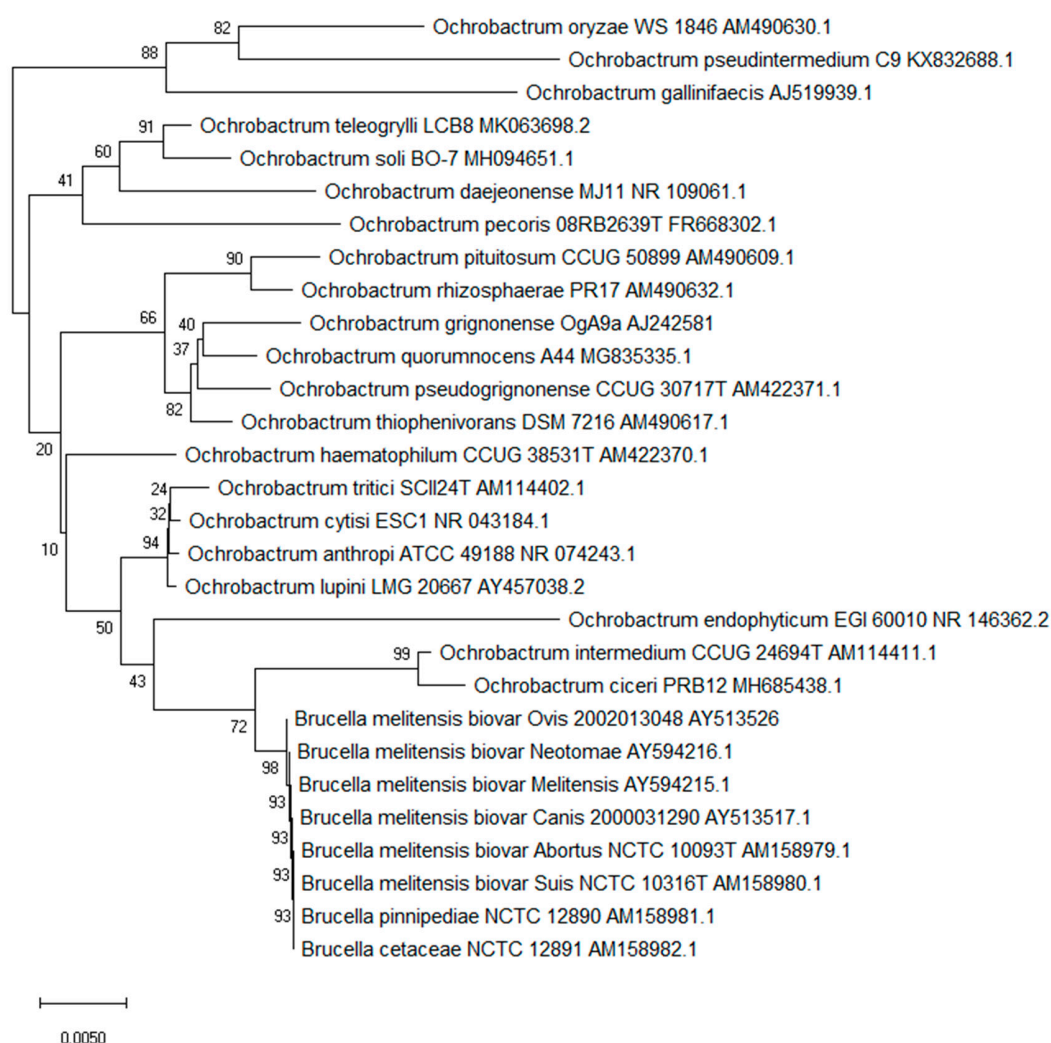 82
Ochrobactrum oryzae WS 1846 AM490630.1
88
Ochrobactrum pseudintermedium C9 KX832688.1
Ochrobactrum gallinifaecis AJ519939.1
91
Ochrobactrum teleogrylli LCB8 MK063698.2
60
Ochrobactrum soli BO-7 MH094651.1
41
Ochrobactrum daejeonense MJ11 NR 109061.1
Ochrobactrum pecoris 08RB2639T FR668302.1
90
Ochrobactrum pituitosum CCUG 50899 AM490609.1
Ochrobactrum rhizosphaerae PR17 AM490632.1
66
40
Ochrobactrum grignonense OgA9a AJ242581
37
Ochrobactrum quorumnocens A44 MG835335.1
Ochrobactrum pseudogrignonense CCUG 30717T AM422371.1
82
Ochrobactrum thiophenivorans DSM 7216 AM490617.1
20
Ochrobactrum haematophilum CCUG 38531T AM422370.1
24
Ochrobactrum tritici SCII24T AM114402.1
32
Ochrobactrum cytisi ESC1 NR 043184.1
10
94
Ochrobactrum anthropi ATCC 49188 NR 074243.1
Ochrobactrum lupini LMG 20667 AY457038.2
50
Ochrobactrum endophyticum EGI 60010 NR 146362.2
99
Ochrobactrum intermedium CCUG 24694T AM114411.1
43
Ochrobactrum ciceri PRB12 MH685438.1
72
Brucella melitensis biovar Ovis 2002013048 AY513526
Brucella melitensis biovar Neotomae AY594216.1
98
Brucella melitensis biovar Melitensis AY594215.1
93
Brucella melitensis biovar Canis 2000031290 AY513517.1
93
Brucella melitensis biovar Abortus NCTC 10093T AM158979.1
93
Brucella melitensis biovar Suis NCTC 10316T AM158980.1
93
Brucella pinnipediae NCTC 12890 AM158981.1
Brucella cetaceae NCTC 12891 AM158982.1
0.0050